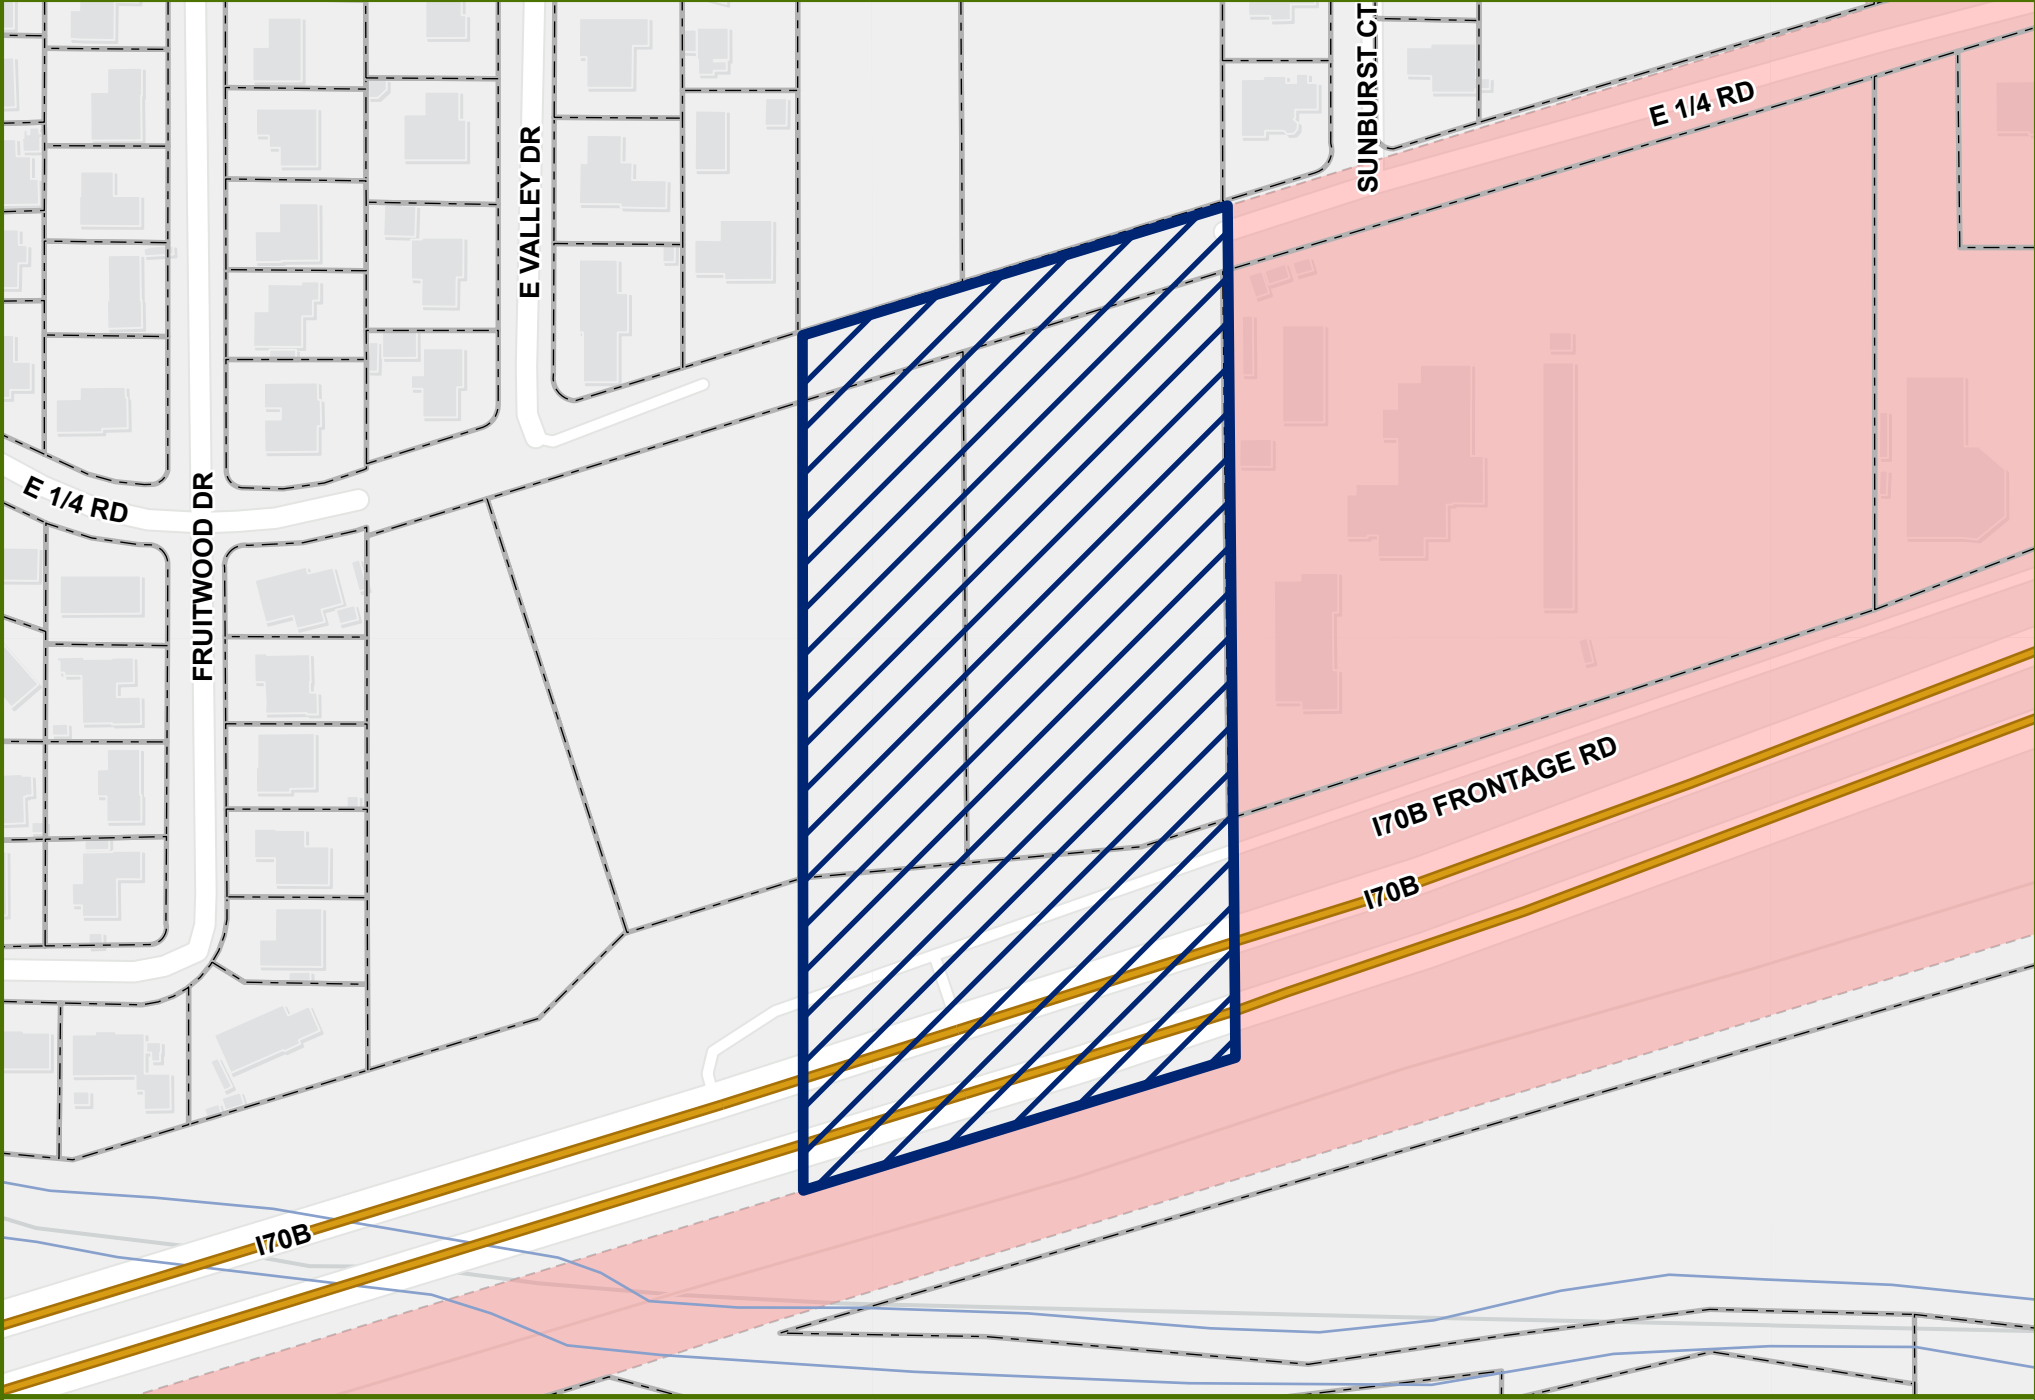 SUNBURST CT
E 1/4 RD
E VALLEY DR
E 1/4 RD
FRUITWOOD DR
I70B FRONTAGE RD
I70B
I70B